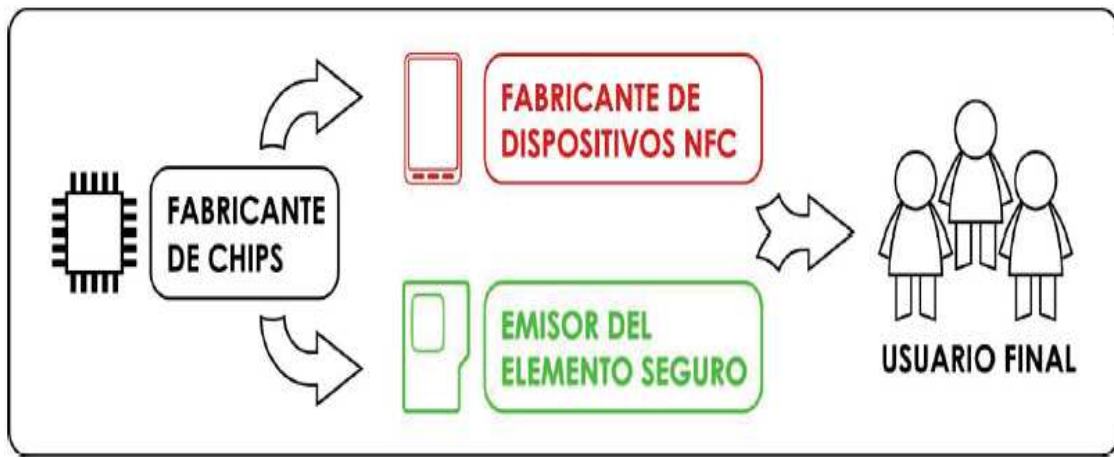 FABRICANTE
DE CHIPS
FABRICANTE DE
DISPOSITIVOS NFC
EMISOR DEL
ELEMENTO SEGURO
USUARIO FINAL